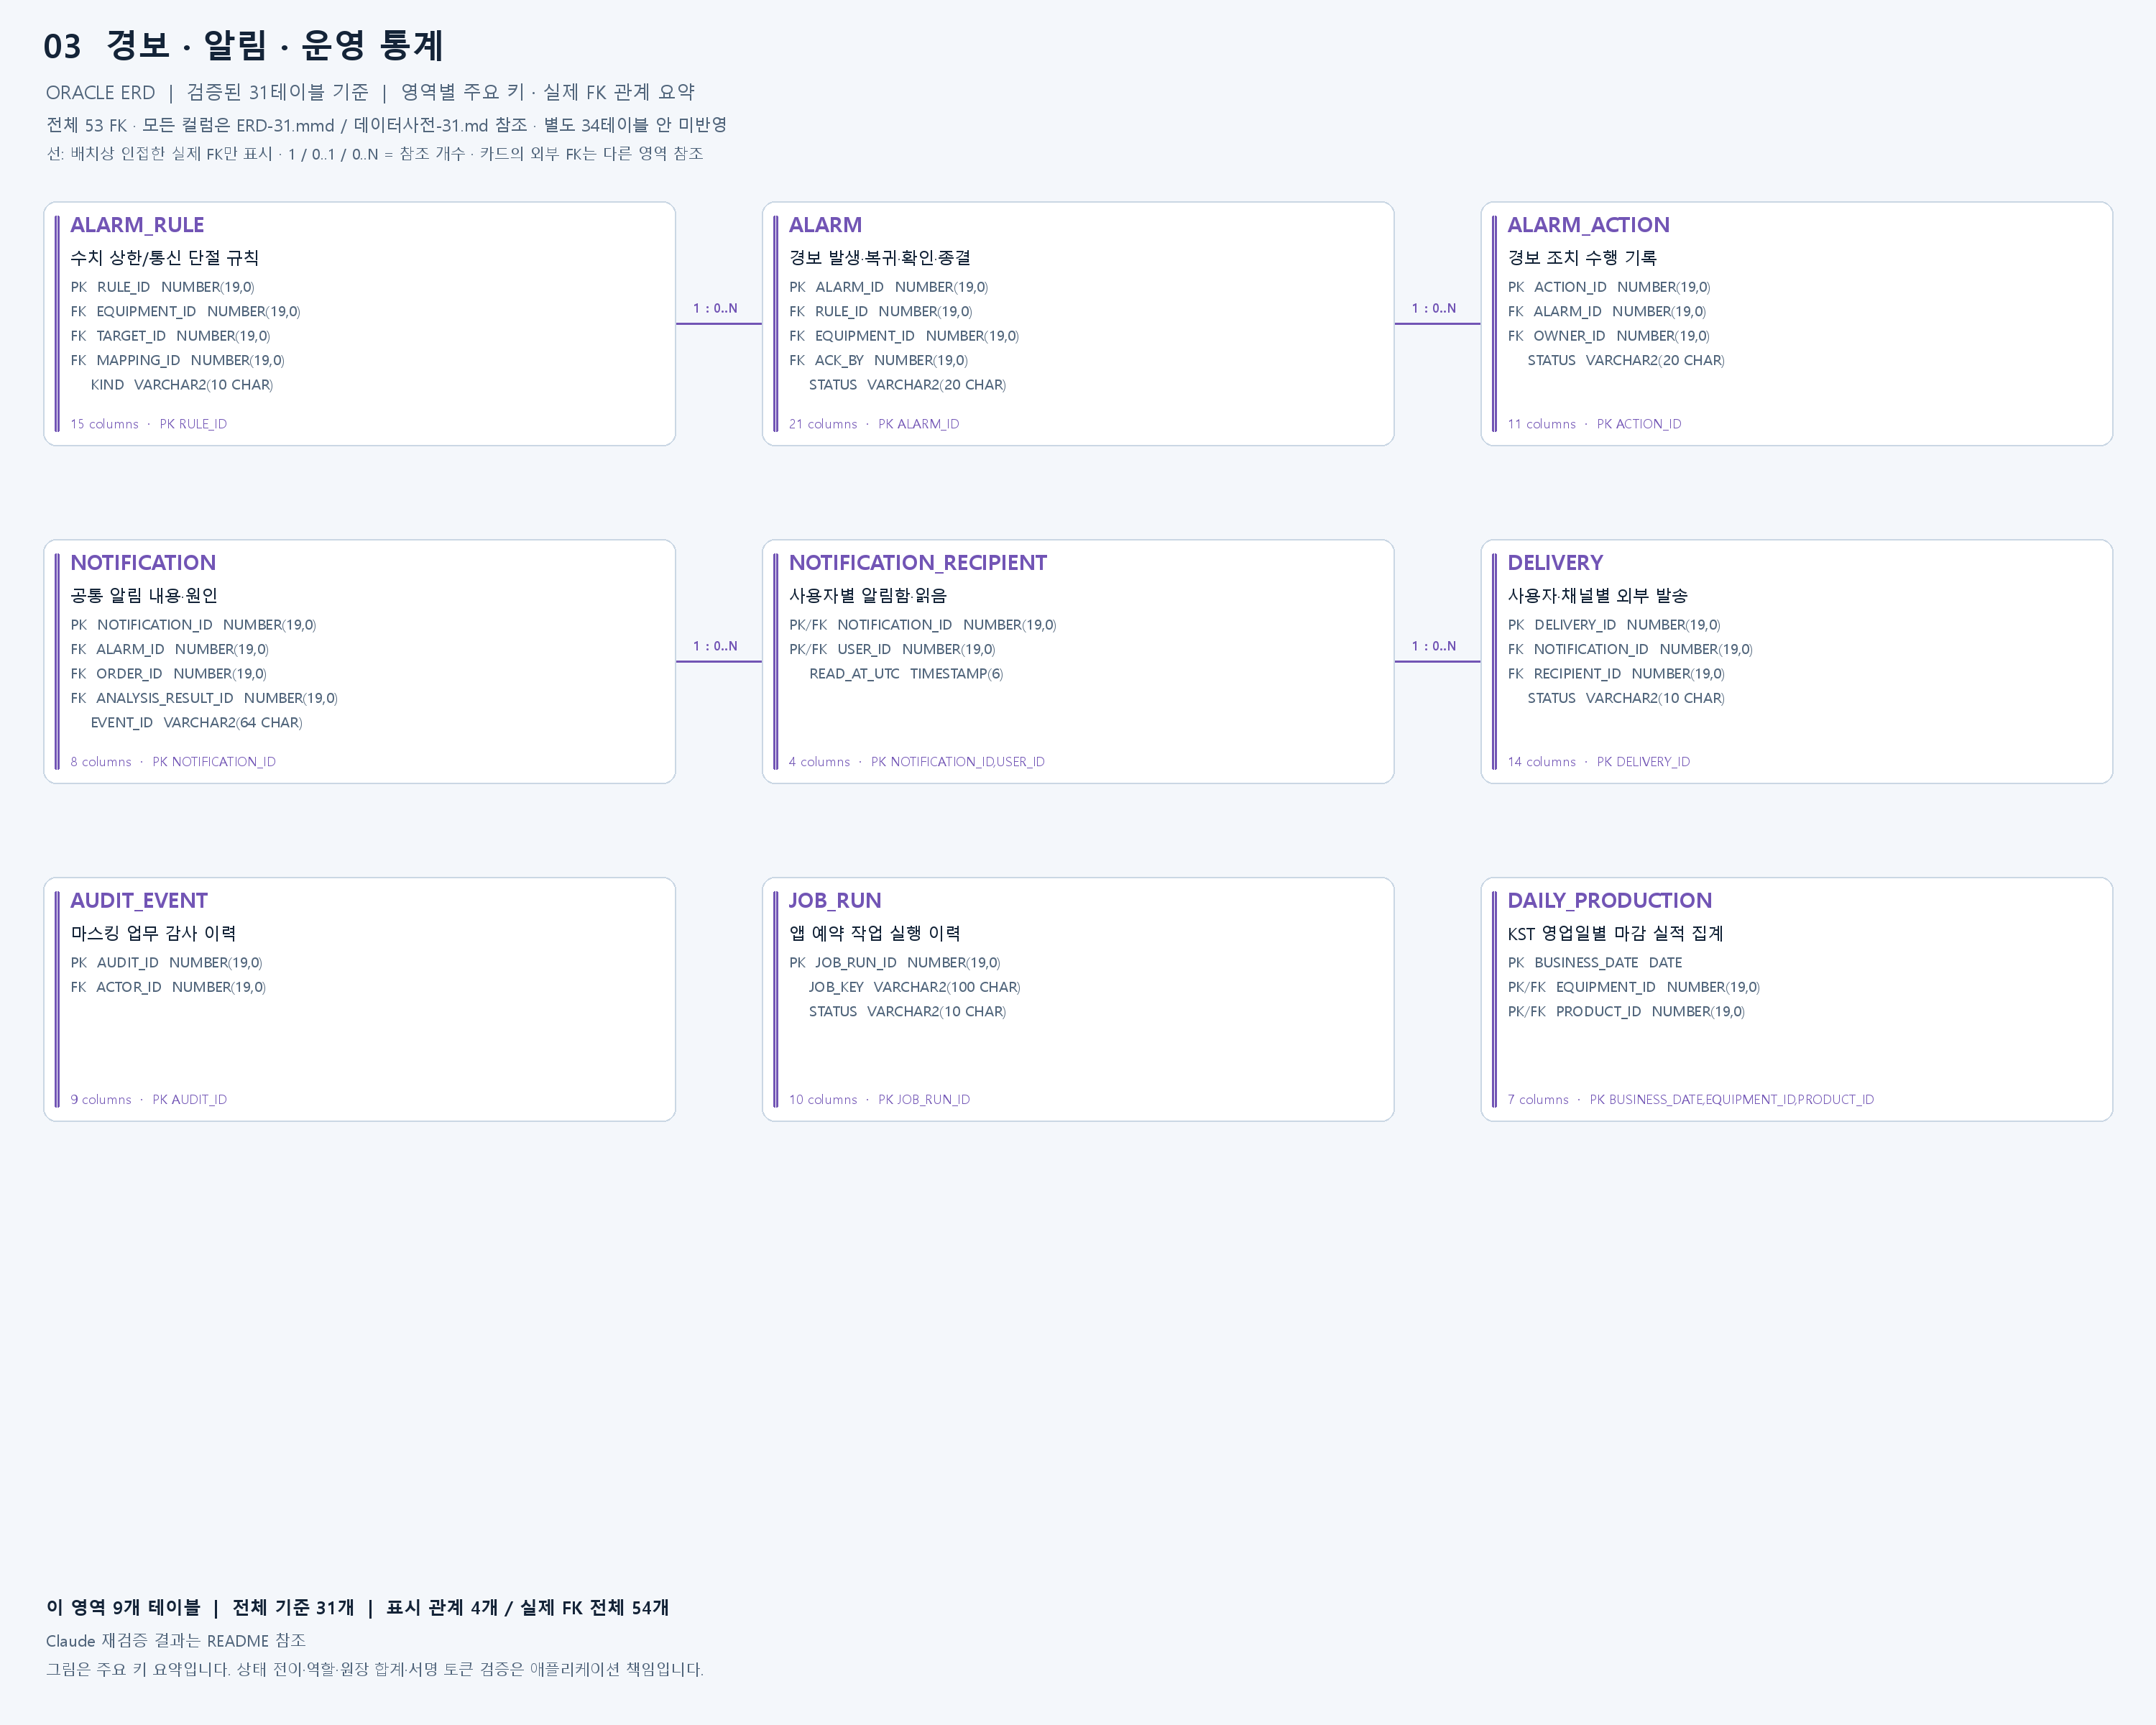 03 경보 · 알림 · 운영 통계
ORACLE ERD | 검증된 31테이블 기준 | 영역별 주요 키 · 실제 FK 관계 요약
전체 53 FK · 모든 컬럼은 ERD-31.mmd / 데이터사전-31.md 참조 · 별도 34테이블 안 미반영
선: 배치상 인접한 실제 FK만 표시 · 1 / 0..1 / 0..N = 참조 개수 · 카드의 외부 FK는 다른 영역 참조
ALARM_RULE
수치 상한/통신 단절 규칙
PK RULE_ID NUMBER(19,0)
FK EQUIPMENT_ID NUMBER(19,0)
FK TARGET_ID NUMBER(19,0)
FK MAPPING_ID NUMBER(19,0)
KIND VARCHAR2(10 CHAR)
15 columns · PK RULE_ID
1 : 0..N
ALARM
경보 발생·복귀·확인·종결
PK ALARM_ID NUMBER(19,0)
FK RULE_ID NUMBER(19,0)
FK EQUIPMENT_ID NUMBER(19,0)
FK ACK_BY NUMBER(19,0)
STATUS VARCHAR2(20 CHAR)
21 columns · PK ALARM_ID
1 : 0..N
ALARM_ACTION
경보 조치 수행 기록
PK ACTION_ID NUMBER(19,0)
FK ALARM_ID NUMBER(19,0)
FK OWNER_ID NUMBER(19,0)
STATUS VARCHAR2(20 CHAR)
11 columns · PK ACTION_ID
NOTIFICATION
공통 알림 내용·원인
PK NOTIFICATION_ID NUMBER(19,0)
FK ALARM_ID NUMBER(19,0)
FK ORDER_ID NUMBER(19,0)
FK ANALYSIS_RESULT_ID NUMBER(19,0)
EVENT_ID VARCHAR2(64 CHAR)
8 columns · PK NOTIFICATION_ID
1 : 0..N
NOTIFICATION_RECIPIENT
사용자별 알림함·읽음
PK/FK NOTIFICATION_ID NUMBER(19,0)
PK/FK USER_ID NUMBER(19,0)
READ_AT_UTC TIMESTAMP(6)
4 columns · PK NOTIFICATION_ID,USER_ID
1 : 0..N
DELIVERY
사용자·채널별 외부 발송
PK DELIVERY_ID NUMBER(19,0)
FK NOTIFICATION_ID NUMBER(19,0)
FK RECIPIENT_ID NUMBER(19,0)
STATUS VARCHAR2(10 CHAR)
14 columns · PK DELIVERY_ID
AUDIT_EVENT
마스킹 업무 감사 이력
PK AUDIT_ID NUMBER(19,0)
FK ACTOR_ID NUMBER(19,0)
9 columns · PK AUDIT_ID
JOB_RUN
앱 예약 작업 실행 이력
PK JOB_RUN_ID NUMBER(19,0)
JOB_KEY VARCHAR2(100 CHAR)
STATUS VARCHAR2(10 CHAR)
10 columns · PK JOB_RUN_ID
DAILY_PRODUCTION
KST 영업일별 마감 실적 집계
PK BUSINESS_DATE DATE
PK/FK EQUIPMENT_ID NUMBER(19,0)
PK/FK PRODUCT_ID NUMBER(19,0)
7 columns · PK BUSINESS_DATE,EQUIPMENT_ID,PRODUCT_ID
이 영역 9개 테이블 | 전체 기준 31개 | 표시 관계 4개 / 실제 FK 전체 54개
Claude 재검증 결과는 README 참조
그림은 주요 키 요약입니다. 상태 전이·역할·원장 합계·서명 토큰 검증은 애플리케이션 책임입니다.